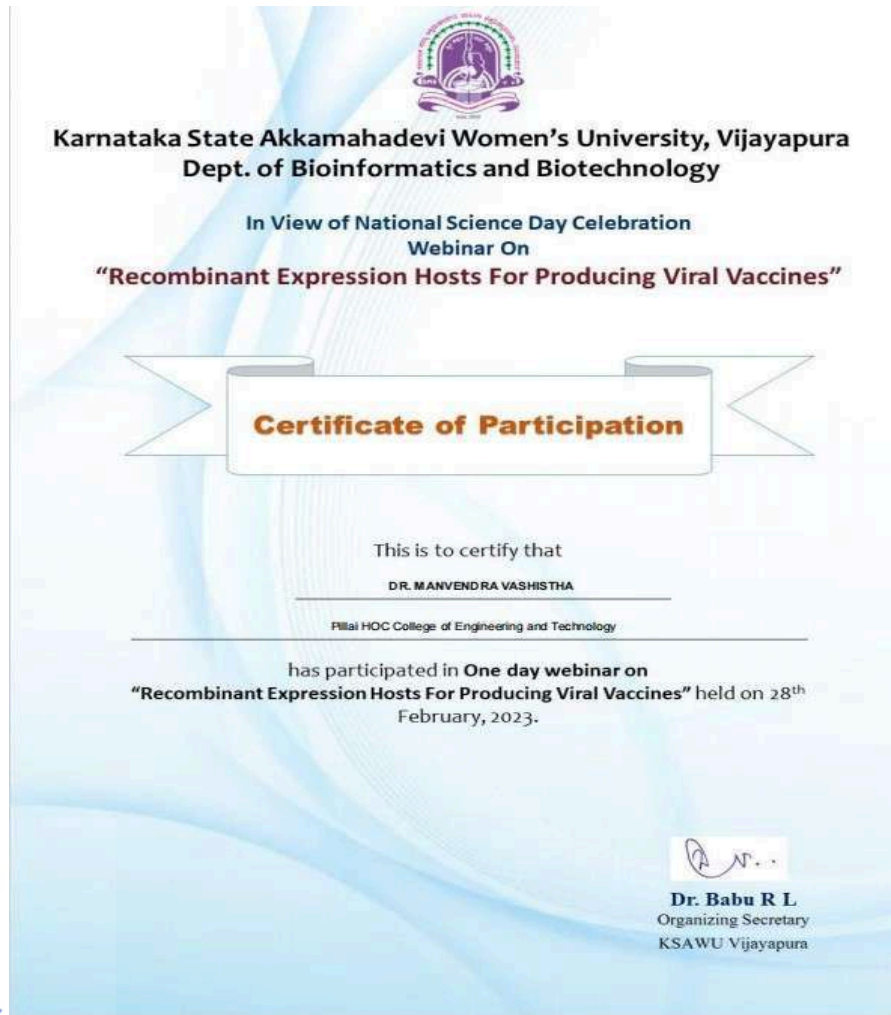 Karnataka State Akkamahadevi Women's University, Vijayapura
Dept. of Bioinformatics and Biotechnology
In View of National Science Day Celebration
Webinar On
“Recombinant Expression Hosts For Producing Viral Vaccines”
Certificate of Participation
This is to certify that
DR. MANVENDRA VASHISTHA
Pillai HOC College of Engineering and Technology
has participated in One day webinar on
“Recombinant Expression Hosts For Producing Viral Vaccines” held on 28th
February, 2023.
Dr. Babu R L
Organizing Secretary
KSAWU Vijayapura